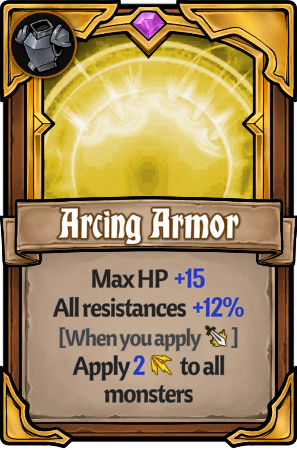 Arcing Armor
Max HP +15
All resistances +12%
[When you apply ]
Apply 2 to all
monsters